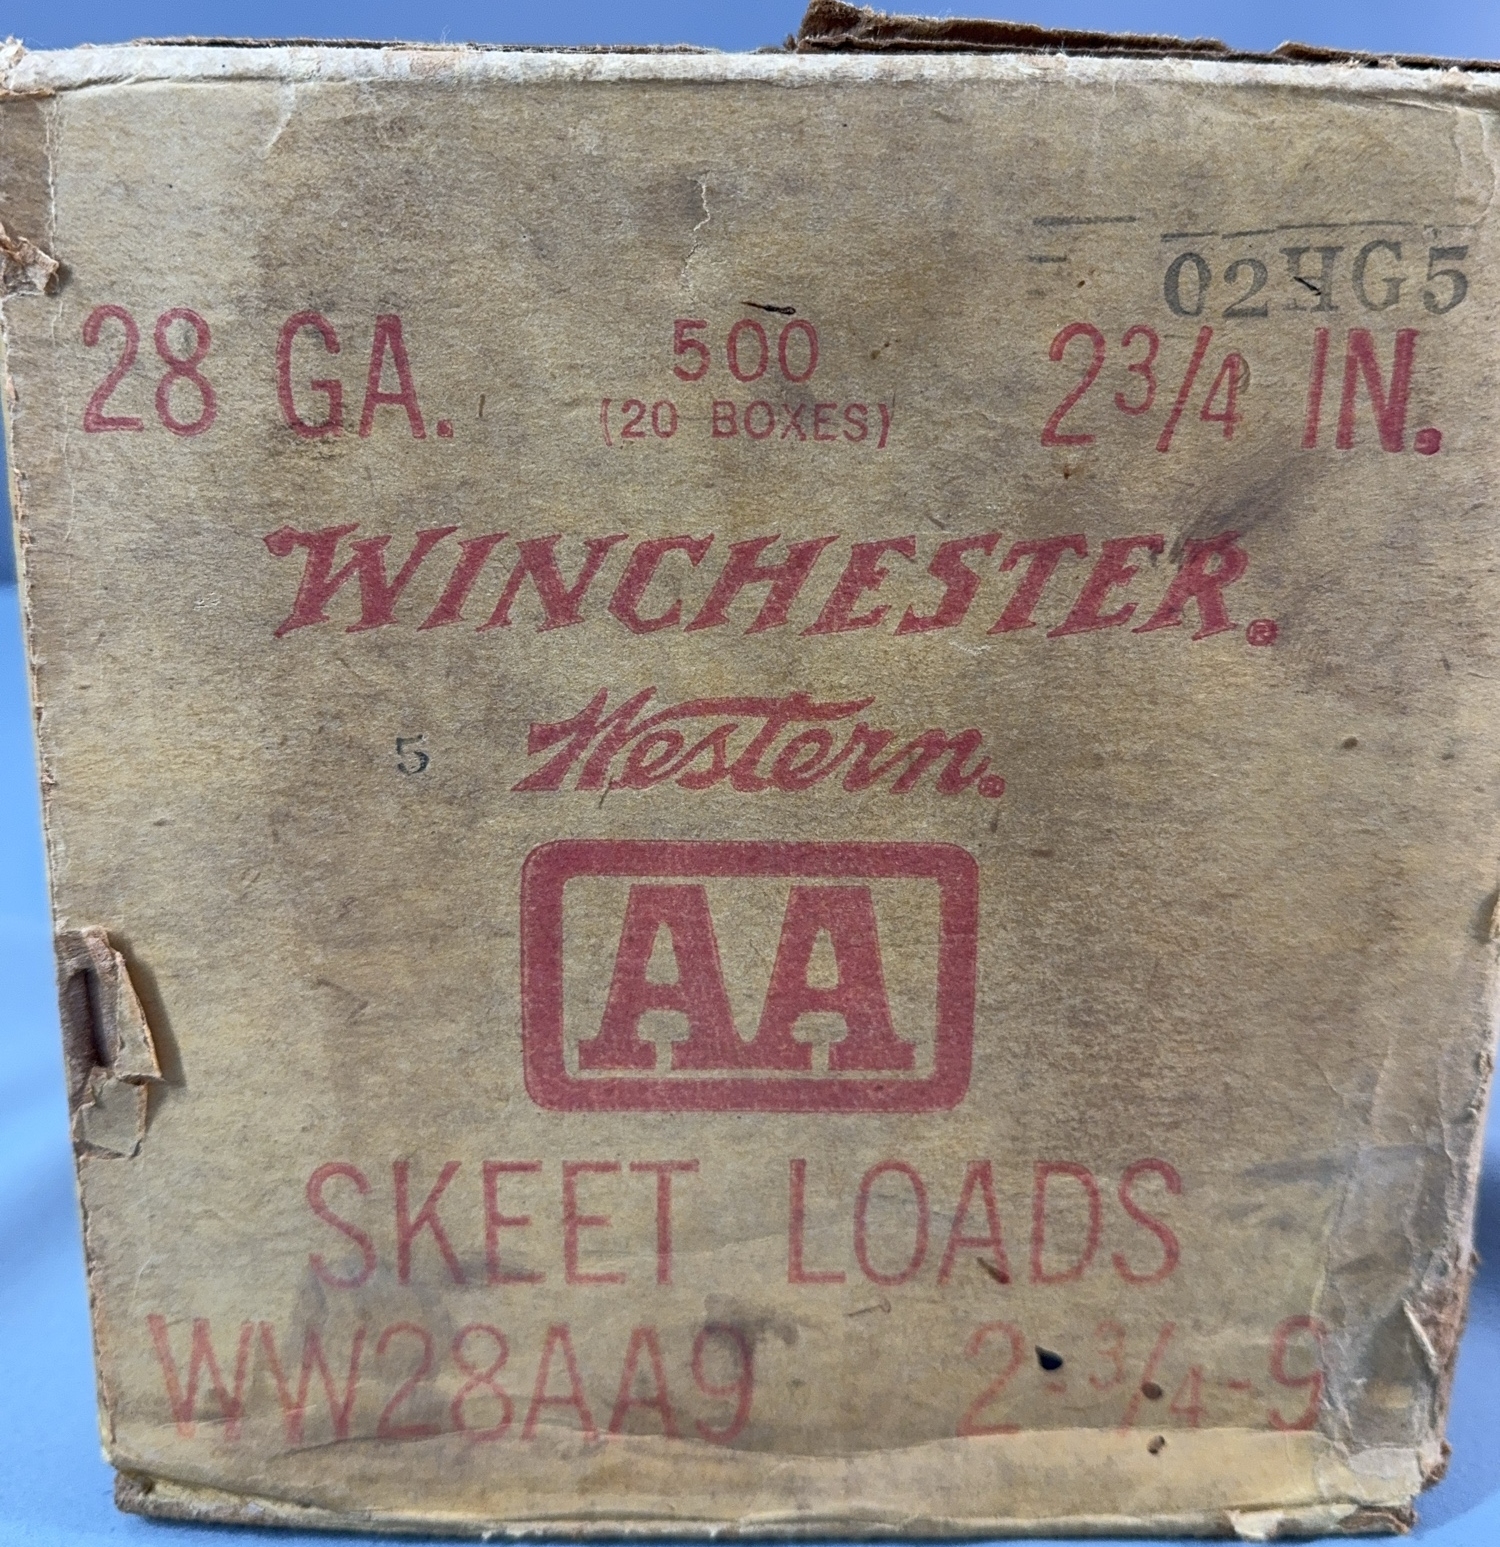 02HG5
28 GA. 500 2 3/4 IN.
(20 BOXES)
WINCHESTER®
5 Western®
AA
SKEET LOADS
WW28AA9 2-3/4-9